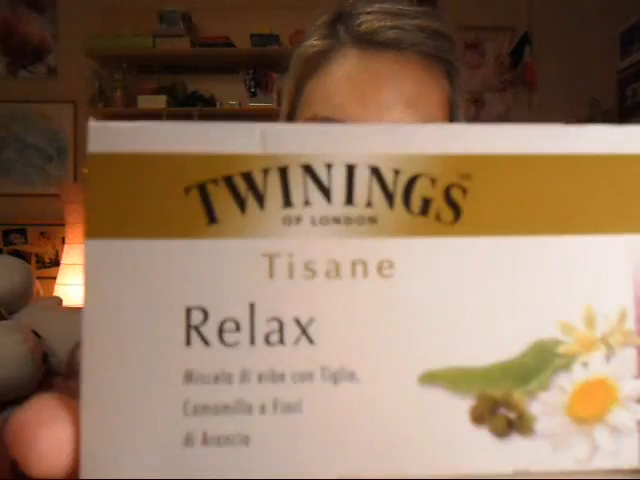 TWININGS
OF LONDON
Tisane
Relax
Miscela di erbe con Tiglio,
Camomilla e Fiori
di Arancio